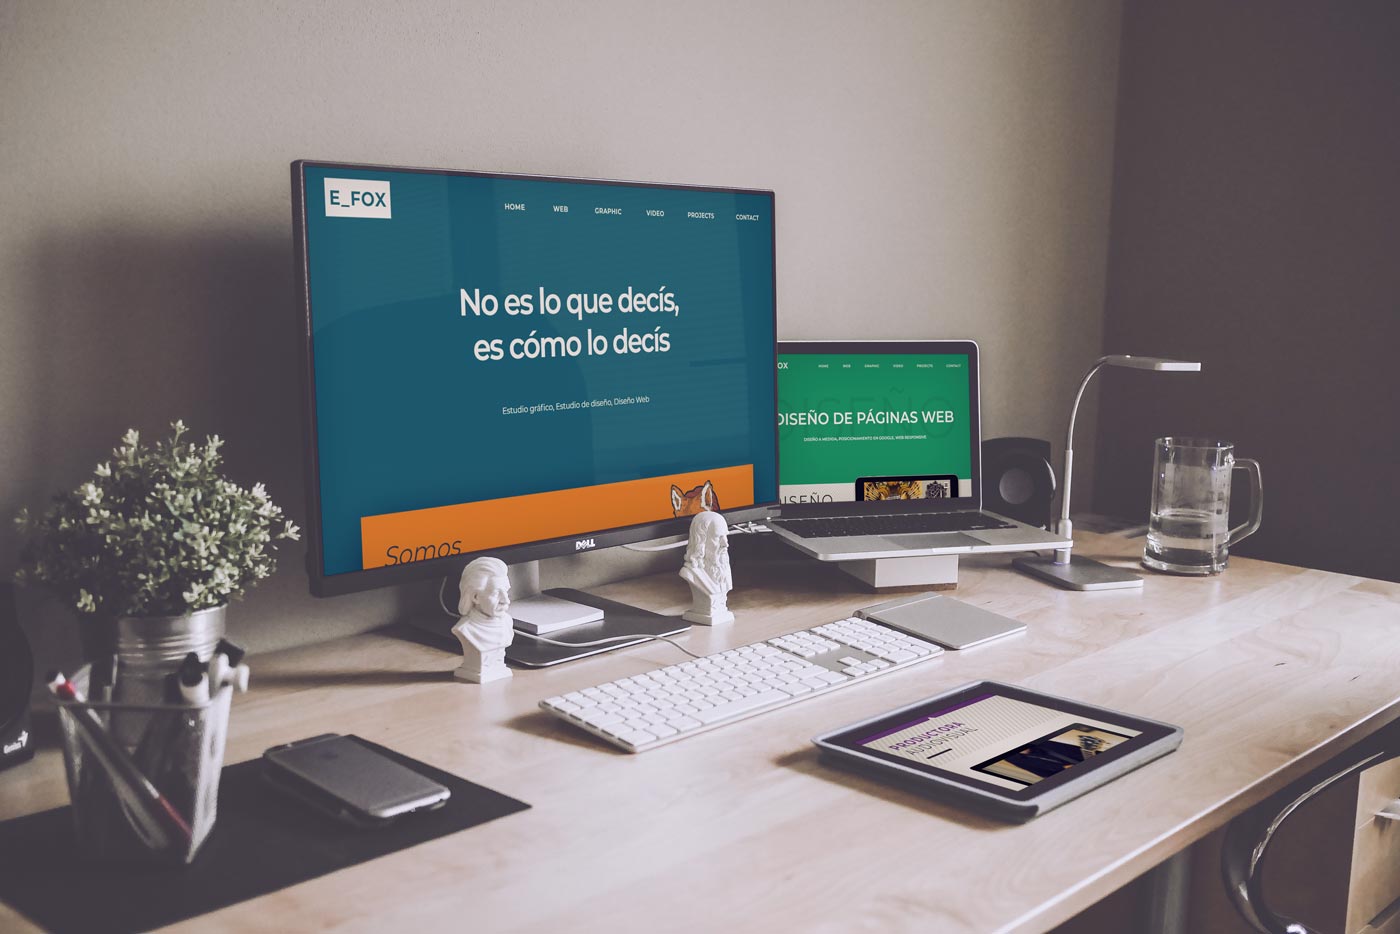 E_FOX
HOME WEB GRAPHIC VIDEO PROJECTS CONTACT
No es lo que decís,
es cómo lo decís
Estudio gráfico, Estudio de diseño, Diseño Web
Somos
DELL
OX
HOME WEB GRAPHIC VIDEO PROJECTS CONTACT
DISEÑO
DISEÑO DE PÁGINAS WEB
DISEÑO A MEDIDA, POSICIONAMIENTO EN GOOGLE, WEB RESPONSIVE
ISEÑO
PRODUCTORA
AUDIOVISUAL
Genius